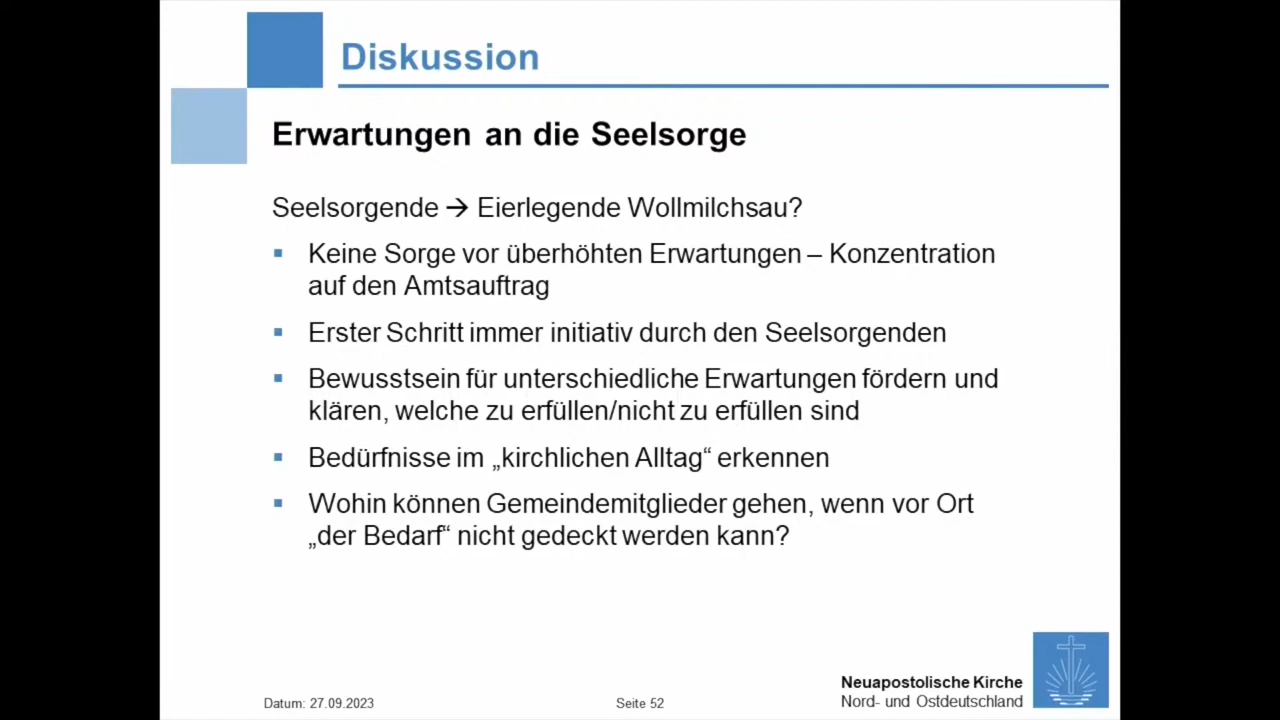 Diskussion
Erwartungen an die Seelsorge
Seelsorgende → Eierlegende Wollmilchsau?
▪ Keine Sorge vor überhöhten Erwartungen – Konzentration
auf den Amtsauftrag
▪ Erster Schritt immer initiativ durch den Seelsorgenden
▪ Bewusstsein für unterschiedliche Erwartungen fördern und
klären, welche zu erfüllen/nicht zu erfüllen sind
▪ Bedürfnisse im „kirchlichen Alltag“ erkennen
▪ Wohin können Gemeindemitglieder gehen, wenn vor Ort
„der Bedarf“ nicht gedeckt werden kann?
Datum: 27.09.2023
Seite 52
Neuapostolische Kirche
Nord- und Ostdeutschland